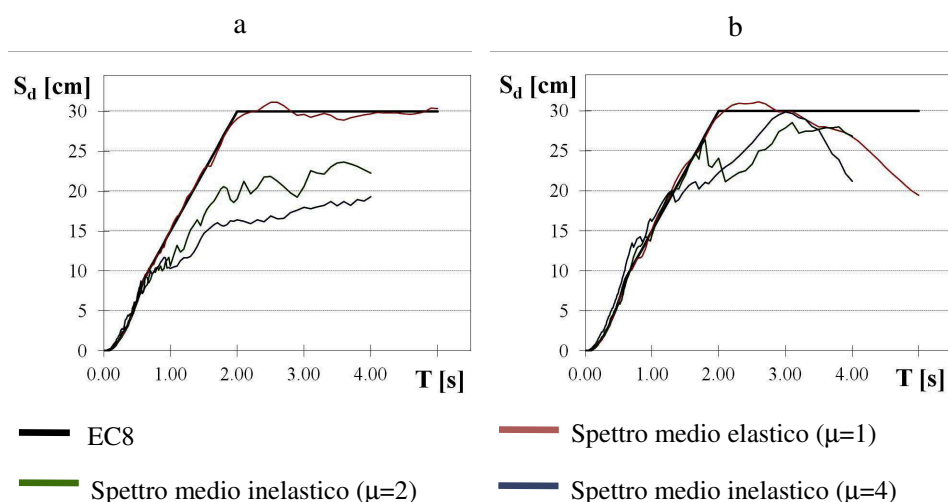 a
b
S_d [cm]
30
25
20
15
10
5
0
0.00 1.00 2.00 3.00 4.00 T [s]
S_d [cm]
30
25
20
15
10
5
0
0.00 1.00 2.00 3.00 4.00 T [s]
EC8
Spettro medio elastico (μ=1)
Spettro medio inelastico (μ=2)
Spettro medio inelastico (μ=4)